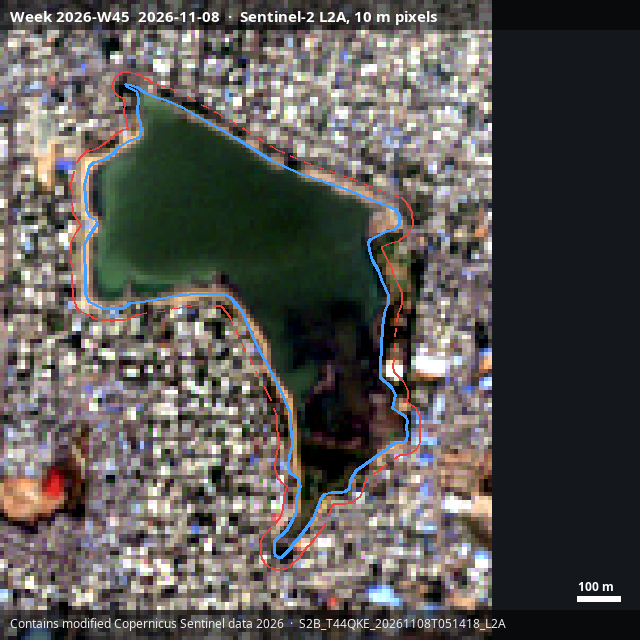 Week 2026-W45 2026-11-08 · Sentinel-2 L2A, 10 m pixels
100 m
Contains modified Copernicus Sentinel data 2026 · S2B_T44QKE_20261108T051418_L2A